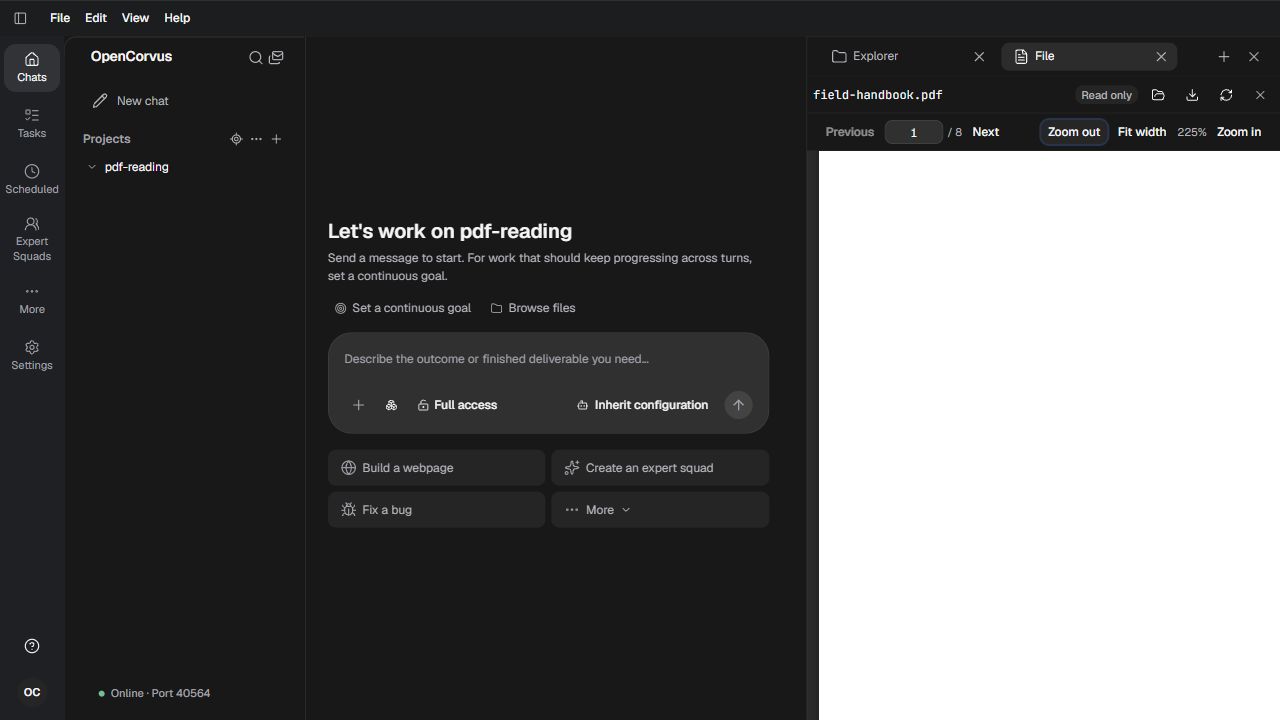 File Edit View Help
Chats
Tasks
Scheduled
Expert
Squads
More
Settings
OC
OpenCorvus
New chat
Projects
pdf-reading
Online · Port 40564
Let's work on pdf-reading
Send a message to start. For work that should keep progressing across turns,
set a continuous goal.
Set a continuous goal Browse files
Describe the outcome or finished deliverable you need...
Full access Inherit configuration
Build a webpage Create an expert squad
Fix a bug More
Explorer File
field-handbook.pdf Read only
Previous 1 / 8 Next Zoom out Fit width 225% Zoom in